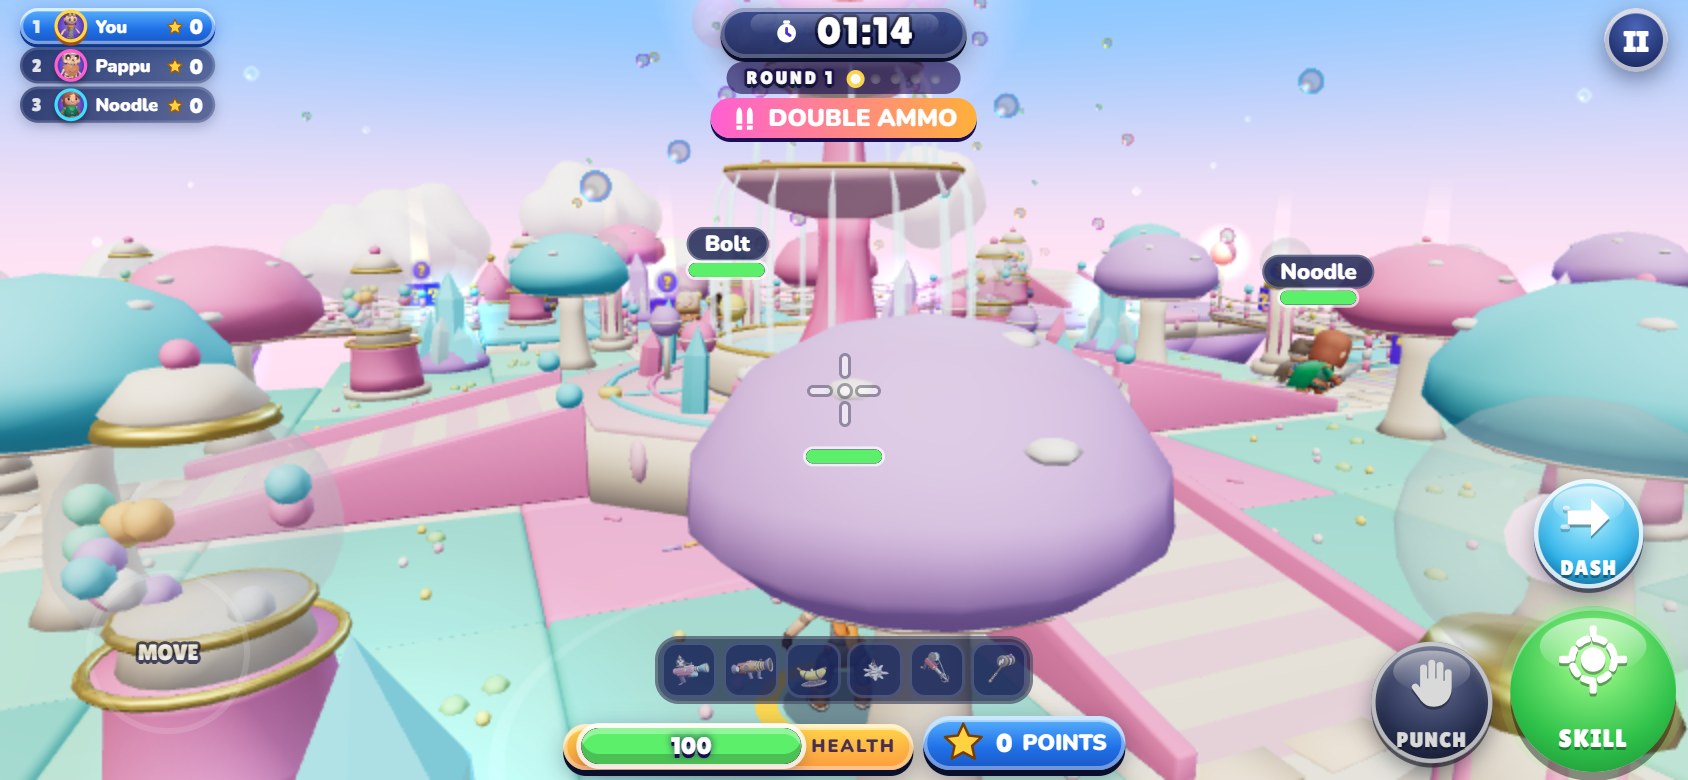 1 You 0
2 Pappu 0
3 Noodle 0
01:14
ROUND 1
DOUBLE AMMO
Bolt
Noodle
?
?
DASH
MOVE
PUNCH
SKILL
100 HEALTH
0 POINTS